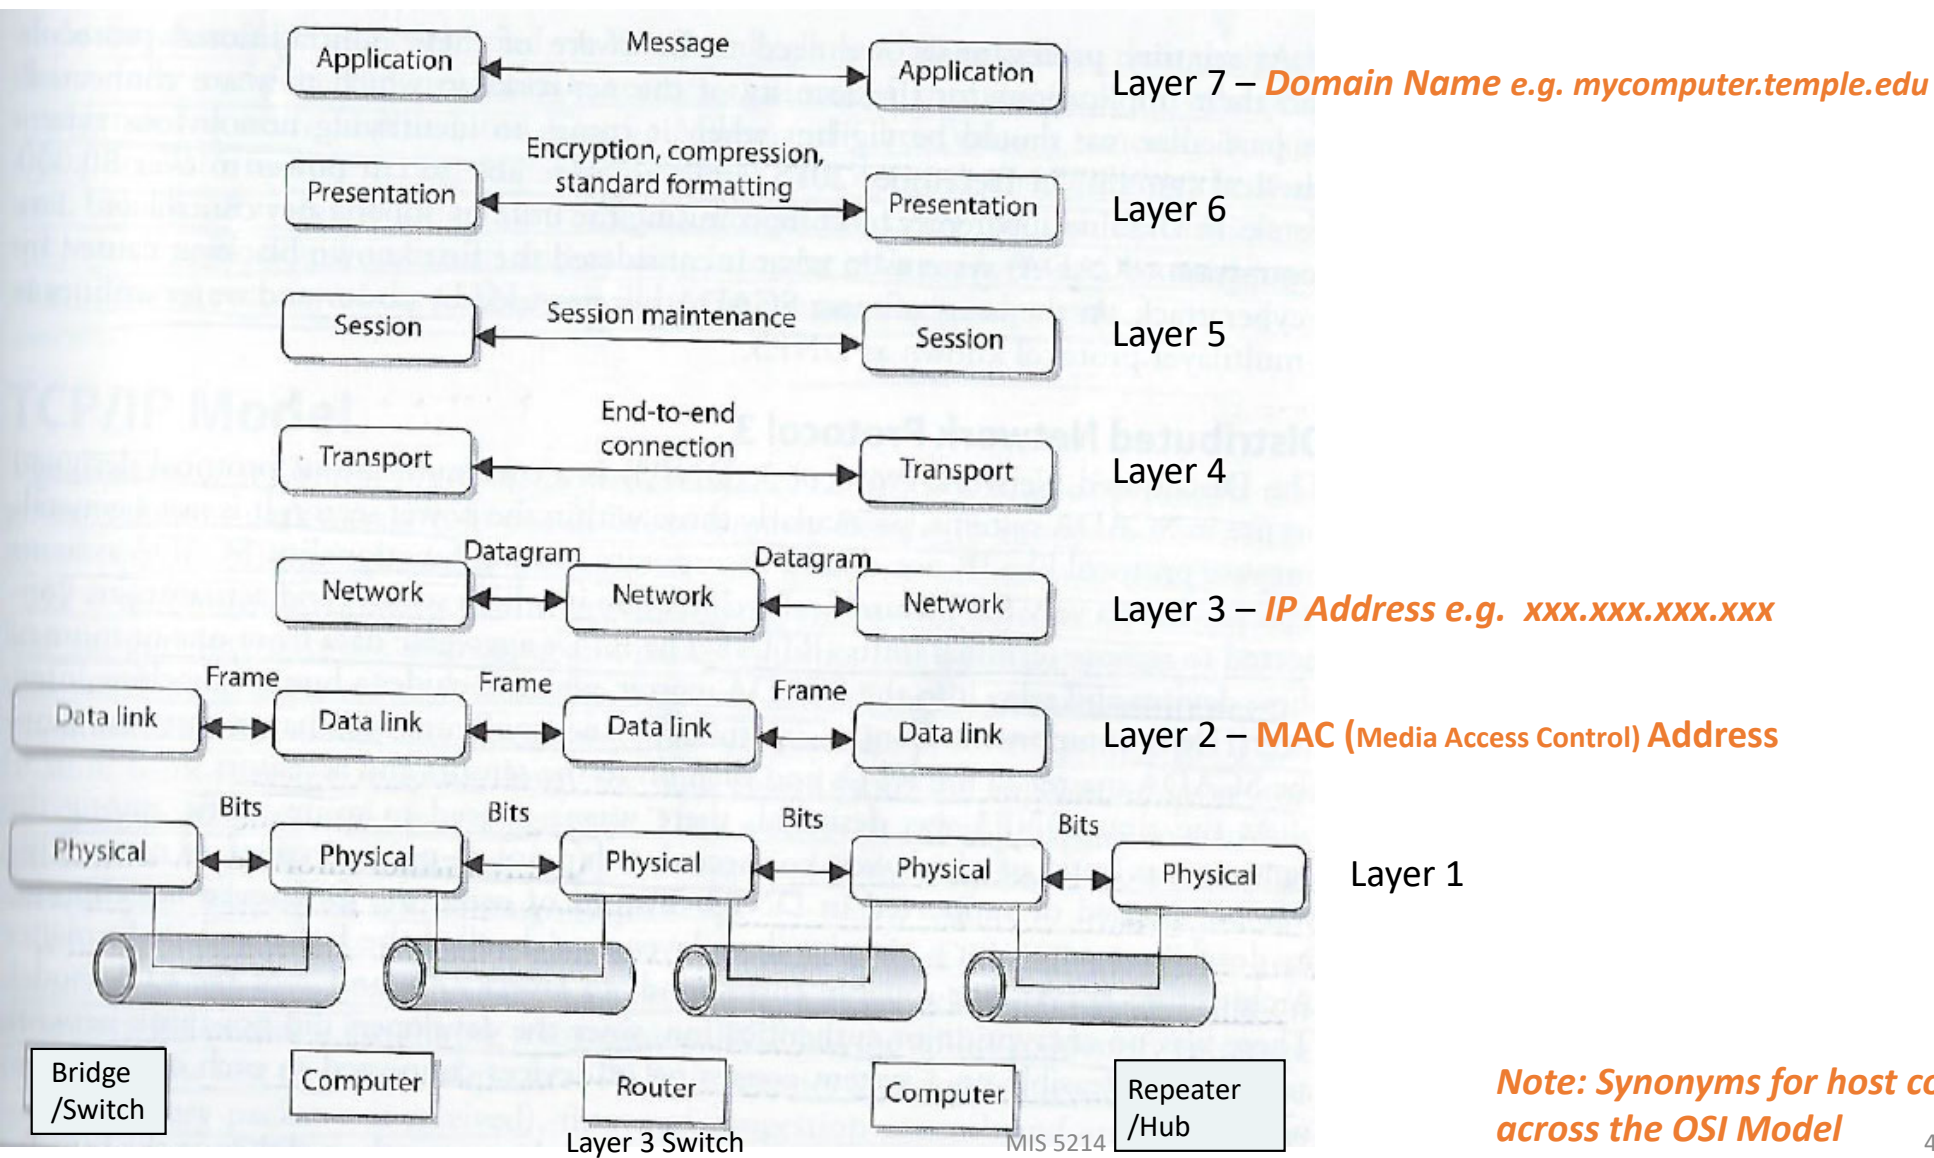 Message
Application
Application
Layer 7 – Domain Name e.g. mycomputer.temple.edu
Encryption, compression,
standard formatting
Presentation
Presentation
Layer 6
Session maintenance
Session
Session
Layer 5
End-to-end
connection
Transport
Transport
Layer 4
Datagram
Datagram
Network
Network
Network
Layer 3 – IP Address e.g. xxx.xxx.xxx.xxx
Frame
Frame
Frame
Data link
Data link
Data link
Data link
Layer 2 – MAC (Media Access Control) Address
Bits
Bits
Bits
Bits
Physical
Physical
Physical
Physical
Physical
Layer 1
Bridge
/Switch
Computer
Router
Layer 3 Switch
Computer
MIS 5214
Repeater
/Hub
Note: Synonyms for host
across the OSI Model
4